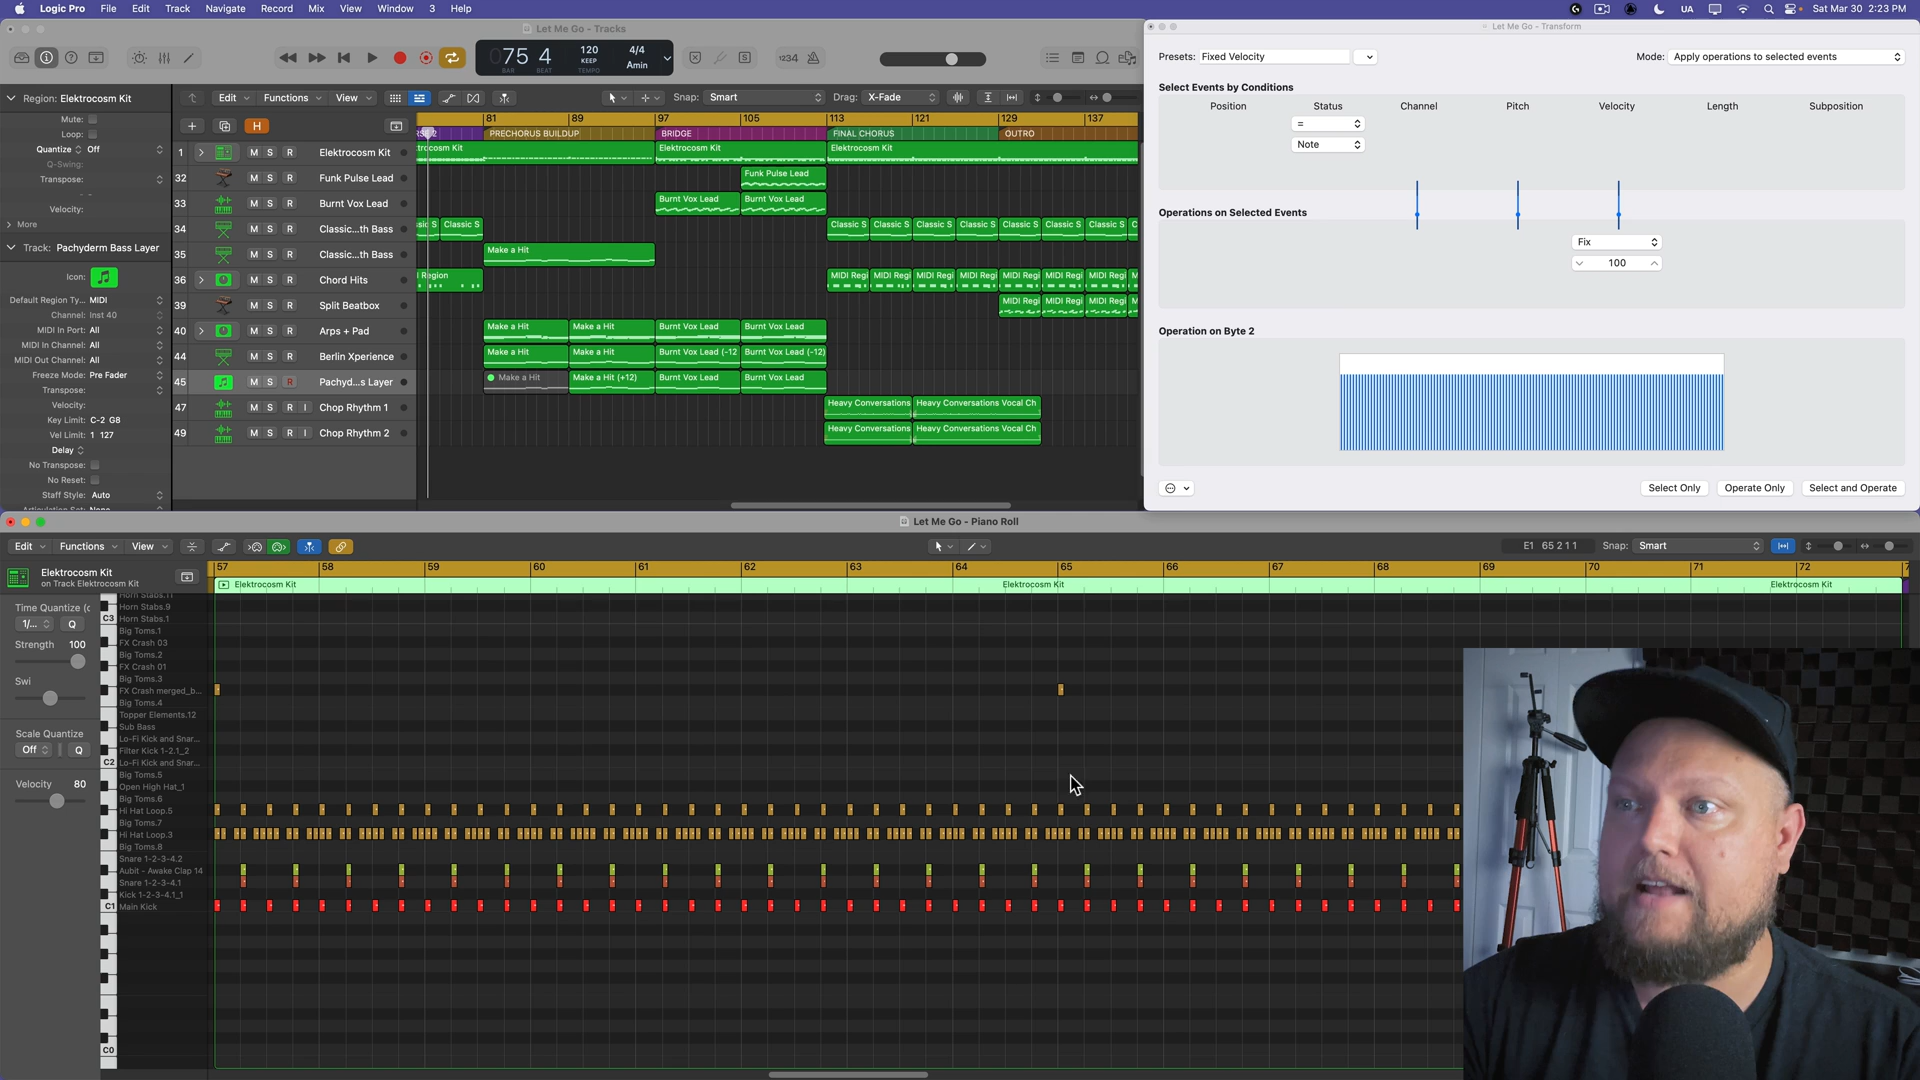 Logic Pro File Edit Track Navigate Record Mix View Window 3 Help
UA Sat Mar 30 2:23 PM
Let Me Go - Tracks
075 4 120 4/4
KEEP Amin
BAR BEAT TEMPO
1234
Region: Elektrocosm Kit
Mute:
Loop:
Quantize Off
Q-Swing:
Transpose:
Velocity:
More
Track: Pachyderm Bass Layer
Icon:
Default Region Ty... MIDI
Channel: Inst 40
MIDI In Port: All
MIDI In Channel: All
MIDI Out Channel: All
Freeze Mode: Pre Fader
Transpose:
Velocity:
Key Limit: C-2 G8
Vel Limit: 1 127
Delay
No Transpose:
No Reset:
Staff Style: Auto
Edit Functions View Snap: Smart Drag: X-Fade
H
81 89 97 105 113 121 129 137
PRECHORUS BUILDUP BRIDGE FINAL CHORUS OUTRO
1 M S R Elektrocosm Kit
trocosm Kit Elektrocosm Kit Elektrocosm Kit
32 M S R Funk Pulse Lead
Funk Pulse Lead
33 M S R Burnt Vox Lead
Burnt Vox Lead Burnt Vox Lead
34 M S R Classic...th Bass
sic S Classic S Classic S Classic S Classic S Classic S Classic S Classic S Classic S C
35 M S R Classic...th Bass
Make a Hit
36 M S R Chord Hits
I Region MIDI Regi MIDI Regi MIDI Regi MIDI Regi MIDI Regi MIDI Regi MIDI Regi M
39 M S R Split Beatbox
MIDI Regi MIDI Regi MIDI Regi M
40 M S R Arps + Pad
Make a Hit Make a Hit Burnt Vox Lead Burnt Vox Lead
44 M S R Berlin Xperience
Make a Hit Make a Hit Burnt Vox Lead (-12 Burnt Vox Lead (-12)
45 M S R Pachyd...s Layer
Make a Hit Make a Hit (+12) Burnt Vox Lead Burnt Vox Lead
47 M S R I Chop Rhythm 1
Heavy Conversations Heavy Conversations Vocal Ch
49 M S R I Chop Rhythm 2
Heavy Conversations Heavy Conversations Vocal Ch
Let Me Go - Transform
Presets: Fixed Velocity Mode: Apply operations to selected events
Select Events by Conditions
Position Status Channel Pitch Velocity Length Subposition
=
Note
Operations on Selected Events
Fix
100
Operation on Byte 2
Select Only Operate Only Select and Operate
Let Me Go - Piano Roll
Edit Functions View E1 65 2 1 1 Snap: Smart
57 58 59 60 61 62 63 64 65 66 67 68 69 70 71 72 7
Elektrocosm Kit Elektrocosm Kit Elektrocosm Kit
Elektrocosm Kit
on Track Elektrocosm Kit
Time Quantize (c
1/... Q
Strength 100
Swi
Scale Quantize
Off Q
Velocity 80
Horn Stabs.11
Horn Stabs.9
C3 Horn Stabs.1
Big Toms.1
FX Crash 03
Big Toms.2
FX Crash 01
Big Toms.3
FX Crash merged_b...
Big Toms.4
Topper Elements.12
Sub Bass
Lo-Fi Kick and Snar...
Filter Kick 1-2.1_2
C2 Lo-Fi Kick and Snar...
Big Toms.5
Open High Hat_1
Big Toms.6
Hi Hat Loop.5
Big Toms.7
Hi Hat Loop.3
Big Toms.8
Snare 1-2-3-4.2
Aubit - Awake Clap 14
Snare 1-2-3-4.1
Kick 1-2-3-4.1_1
C1 Main Kick
C0